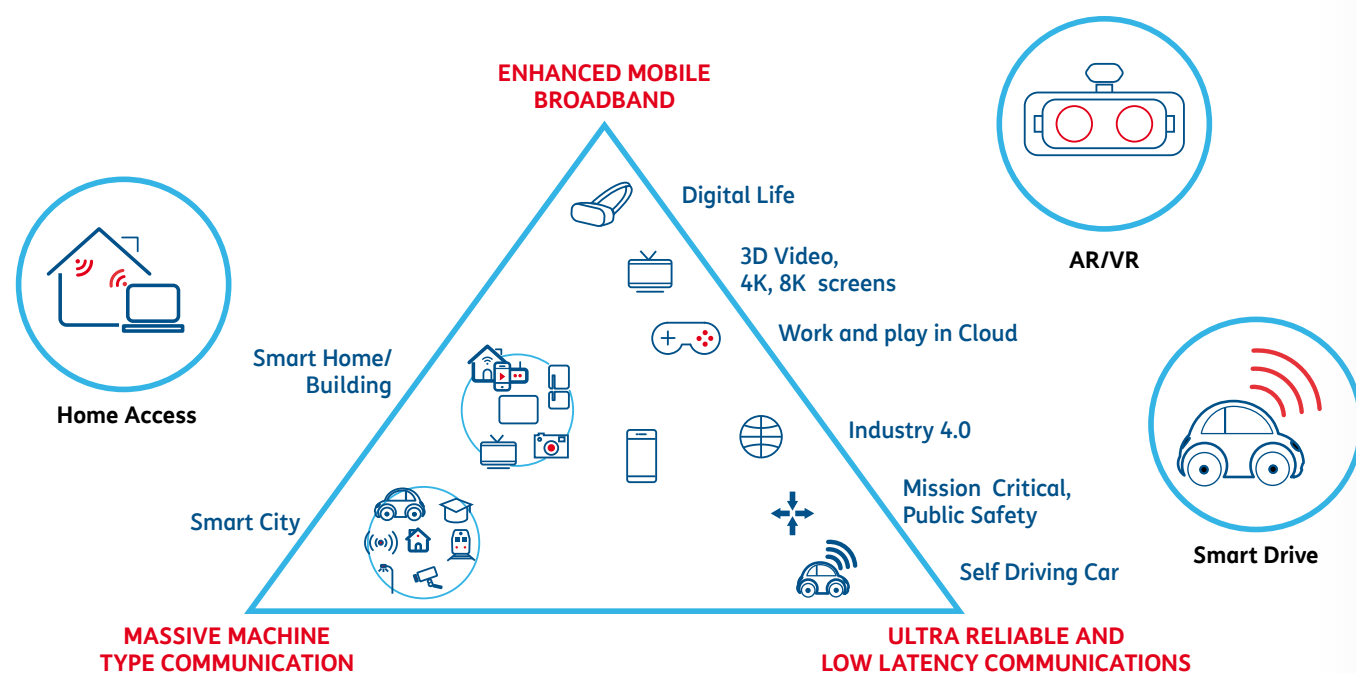 ENHANCED MOBILE
BROADBAND
Digital Life
3D Video,
4K, 8K screens
AR/VR
Work and play in Cloud
Smart Home/
Building
Home Access
Industry 4.0
Mission Critical,
Public Safety
Smart City
Smart Drive
Self Driving Car
MASSIVE MACHINE
TYPE COMMUNICATION
ULTRA RELIABLE AND
LOW LATENCY COMMUNICATIONS